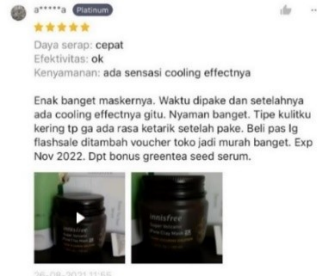 a*****a Platinum
Daya serap: cepat
Efektivitas: ok
Kenyamanan: ada sensasi cooling effectnya
Enak banget maskernya. Waktu dipake dan setelahnya
ada cooling effectnya gitu. Nyaman banget. Tipe kulitku
kering tp ga ada rasa ketarik setelah pake. Beli pas lg
flashsale ditambah voucher toko jadi murah banget. Exp
Nov 2022. Dpt bonus greentea seed serum.
innisfree
innisfree